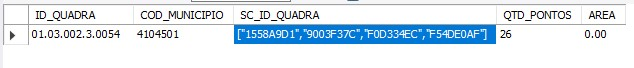 ID_QUADRA COD_MUNICIPIO SC_ID_QUADRA QTD_PONTOS AREA
01.03.002.3.0054 4104501 ["1558A9D1","9003F37C","F0D334EC","F54DE0AF"] 26 0.00